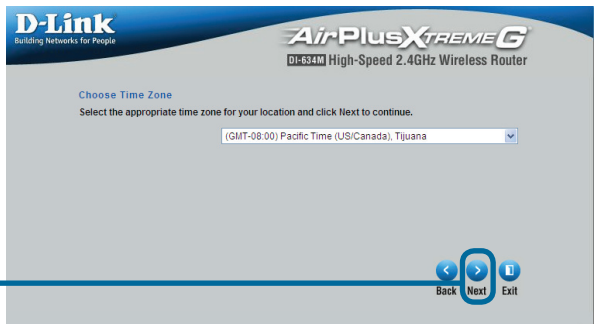 D-Link
Building Networks for People
AirPlus XTREME G
DI-634M High-Speed 2.4GHz Wireless Router
Choose Time Zone
Select the appropriate time zone for your location and click Next to continue.
(GMT-08:00) Pacific Time (US/Canada), Tijuana
Back Next Exit